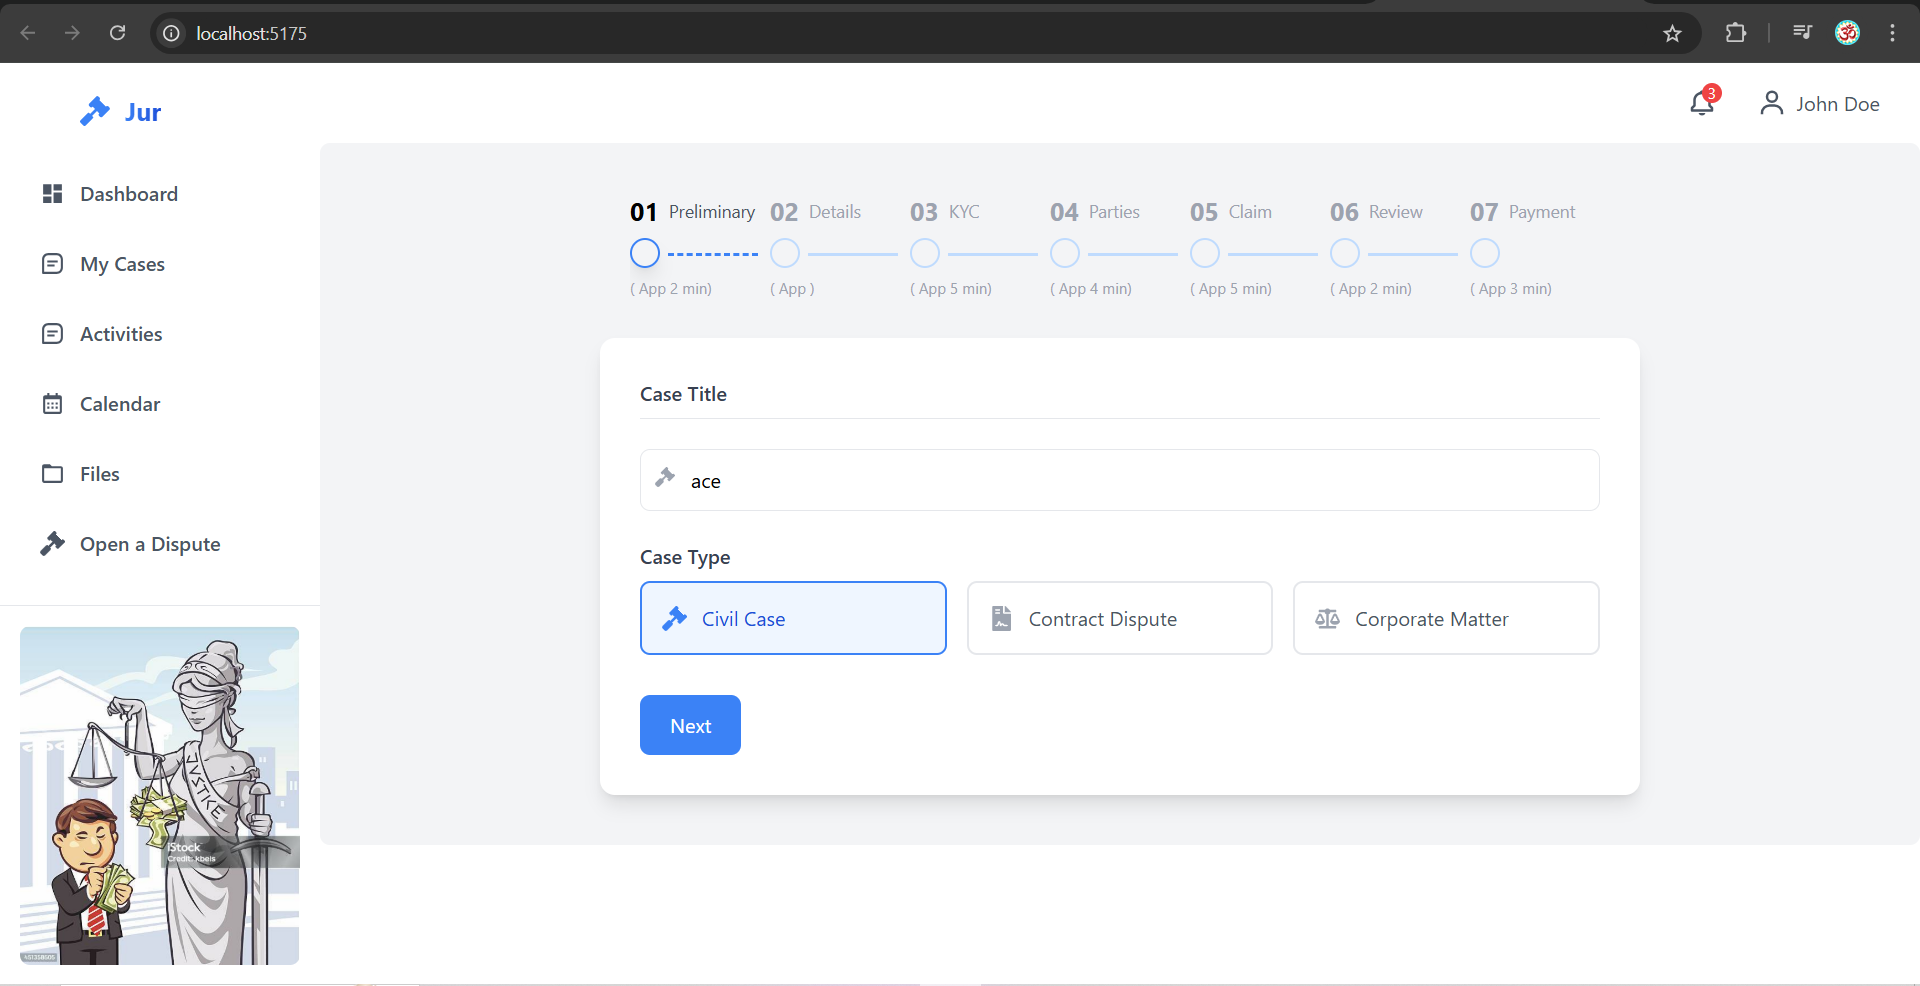 localhost:5175
Jur
3
John Doe
Dashboard
My Cases
Activities
Calendar
Files
Open a Dispute
01 Preliminary 02 Details 03 KYC 04 Parties 05 Claim 06 Review 07 Payment
( App 2 min) ( App ) ( App 5 min) ( App 4 min) ( App 5 min) ( App 2 min) ( App 3 min)
Case Title
ace
Case Type
Civil Case Contract Dispute Corporate Matter
Next
JVSTIKE
iStock
Credit: kbeis